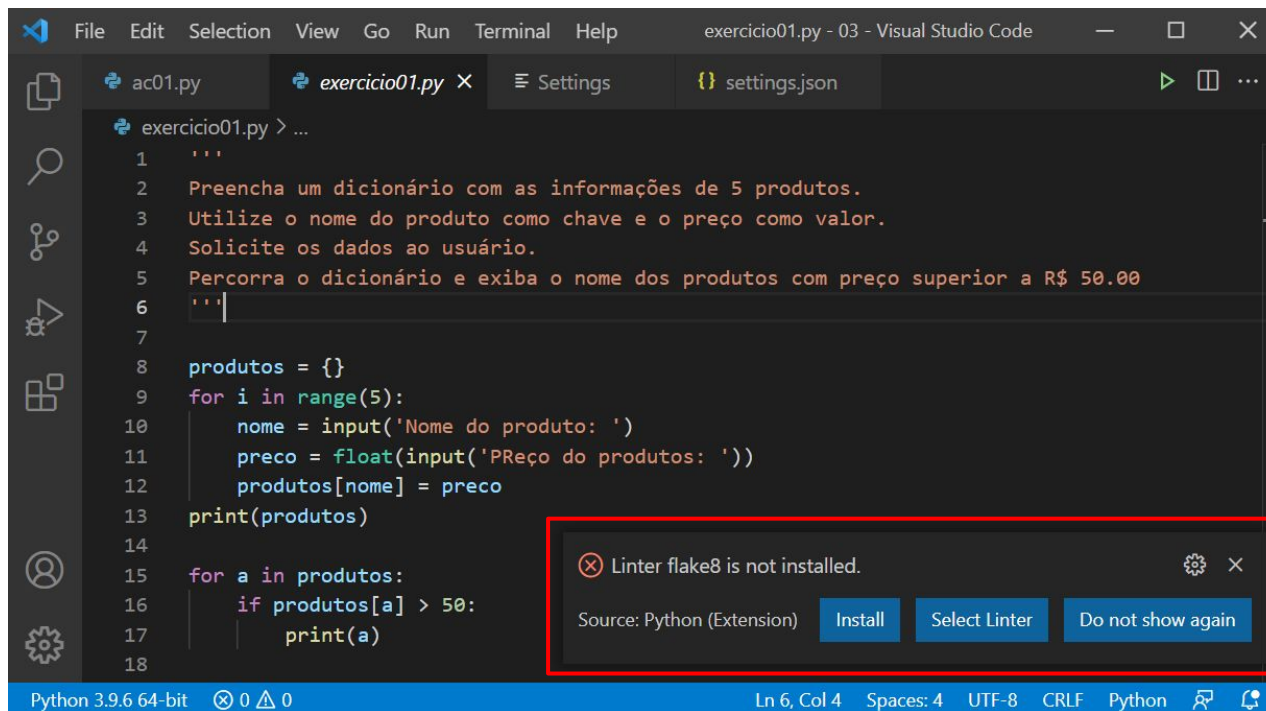 File Edit Selection View Go Run Terminal Help exercicio01.py - 03 - Visual Studio Code
ac01.py exercicio01.py Settings {} settings.json
exercicio01.py > ...
1 '''
2 Preencha um dicionário com as informações de 5 produtos.
3 Utilize o nome do produto como chave e o preço como valor.
4 Solicite os dados ao usuário.
5 Percorra o dicionário e exiba o nome dos produtos com preço superior a R$ 50.00
6 '''
7
8 produtos = {}
9 for i in range(5):
10 nome = input('Nome do produto: ')
11 preco = float(input('PReço do produtos: '))
12 produtos[nome] = preco
13 print(produtos)
14
15 for a in produtos:
16 if produtos[a] > 50:
17 print(a)
18
Linter flake8 is not installed.
Source: Python (Extension) Install Select Linter Do not show again
Python 3.9.6 64-bit 0 0 Ln 6, Col 4 Spaces: 4 UTF-8 CRLF Python